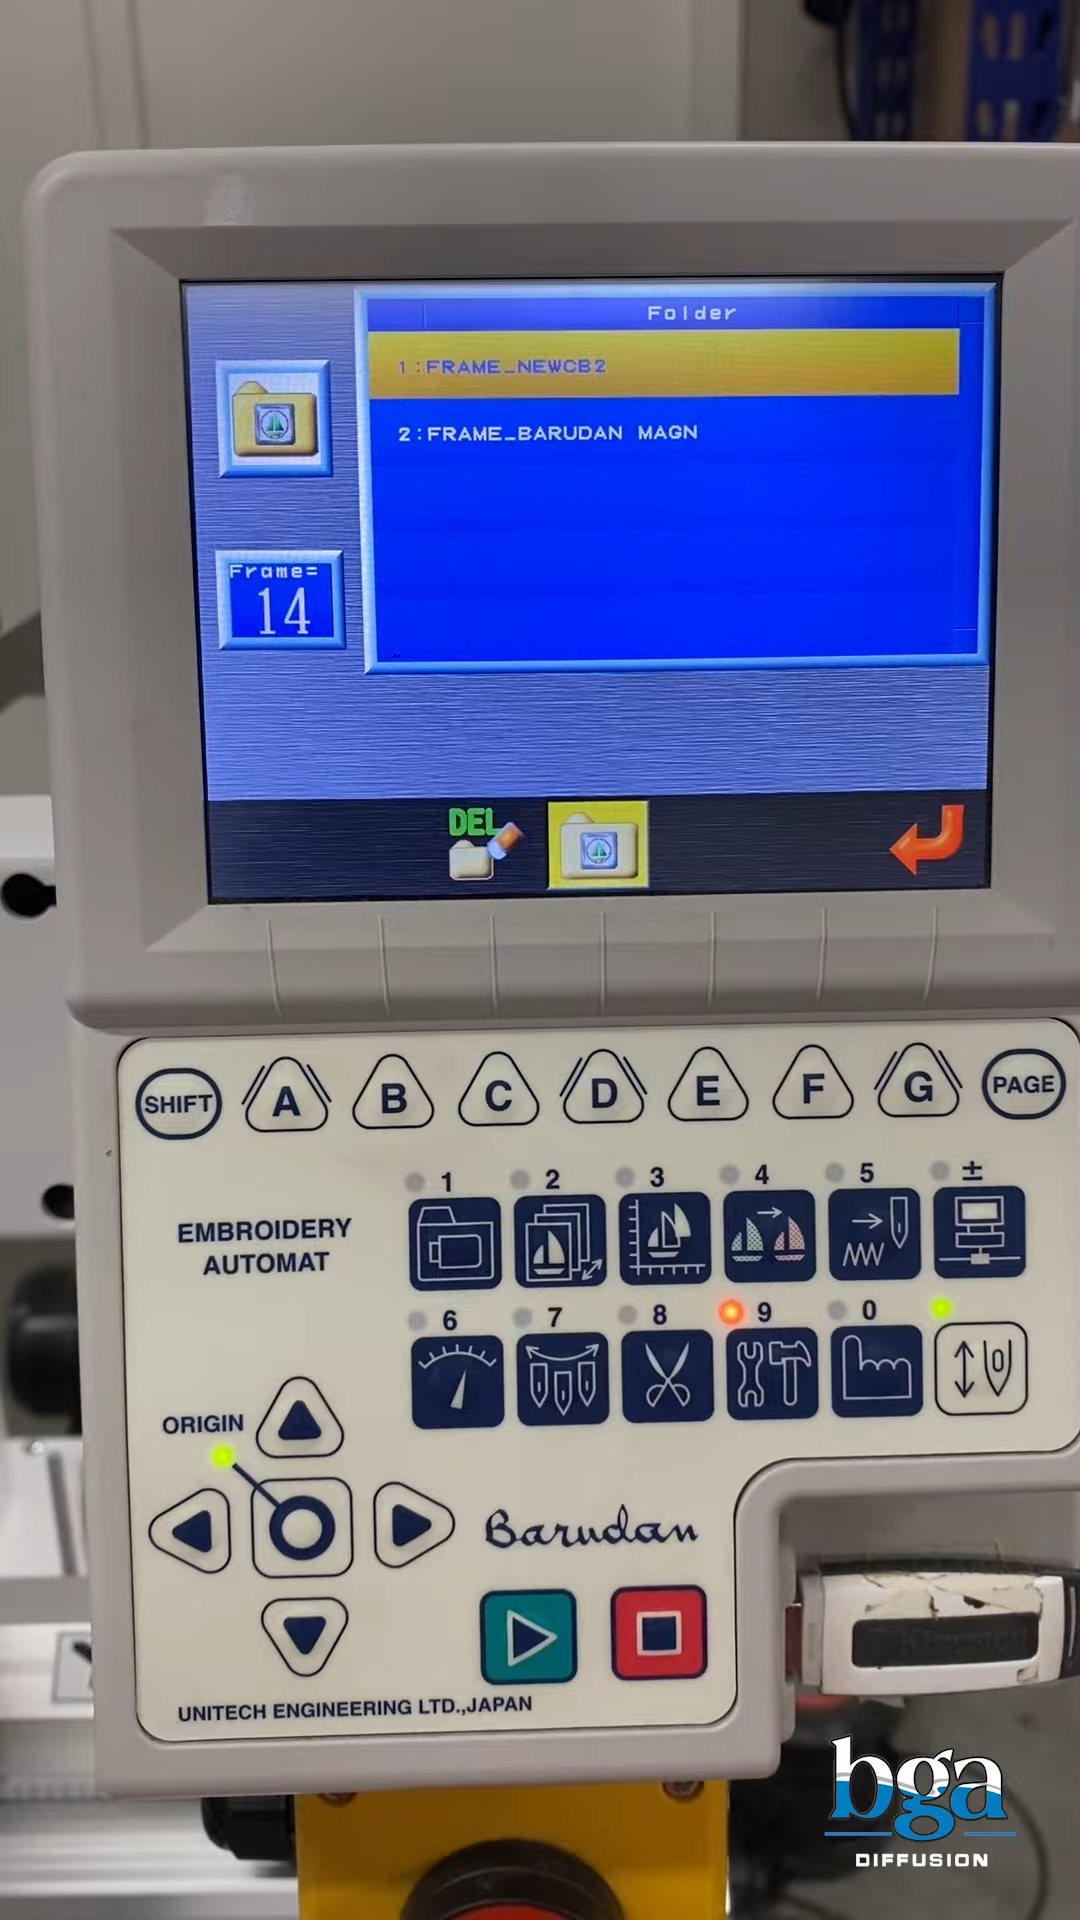 Folder
1:FRAME_NEWCB2
2:FRAME_BARUDAN MAGN
Frame=
14
DEL
SHIFT A B C D E F G PAGE
1 2 3 4 5 ±
EMBROIDERY
AUTOMAT
6 7 8 9 0
ORIGIN
Barudan
UNITECH ENGINEERING LTD.,JAPAN
bga
DIFFUSION